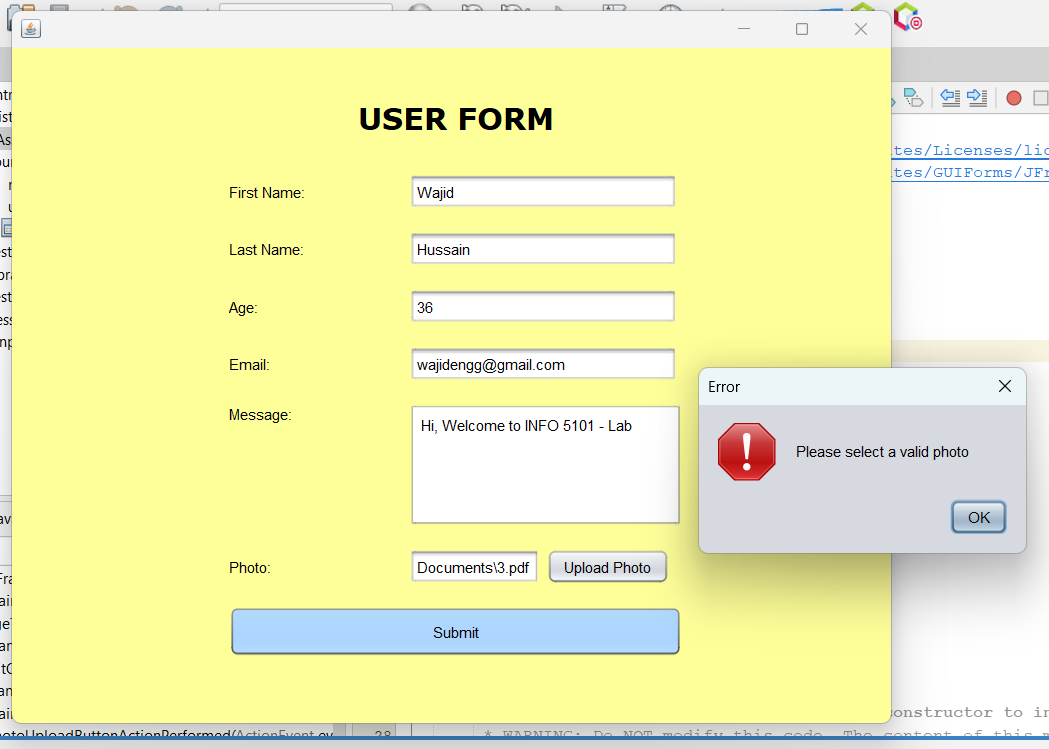 USER FORM
First Name: Wajid
Last Name: Hussain
Age: 36
Email: wajidengg@gmail.com
Message: Hi, Welcome to INFO 5101 - Lab
Photo: Documents\3.pdf Upload Photo
Submit
Error
Please select a valid photo
OK
tes/Licenses/lic
tes/GUIForms/JFr
constructor to in
otoUploadButtonActionPerformed(ActionEvent ev
28
* WARNING: Do NOT modify this code. The content of this m